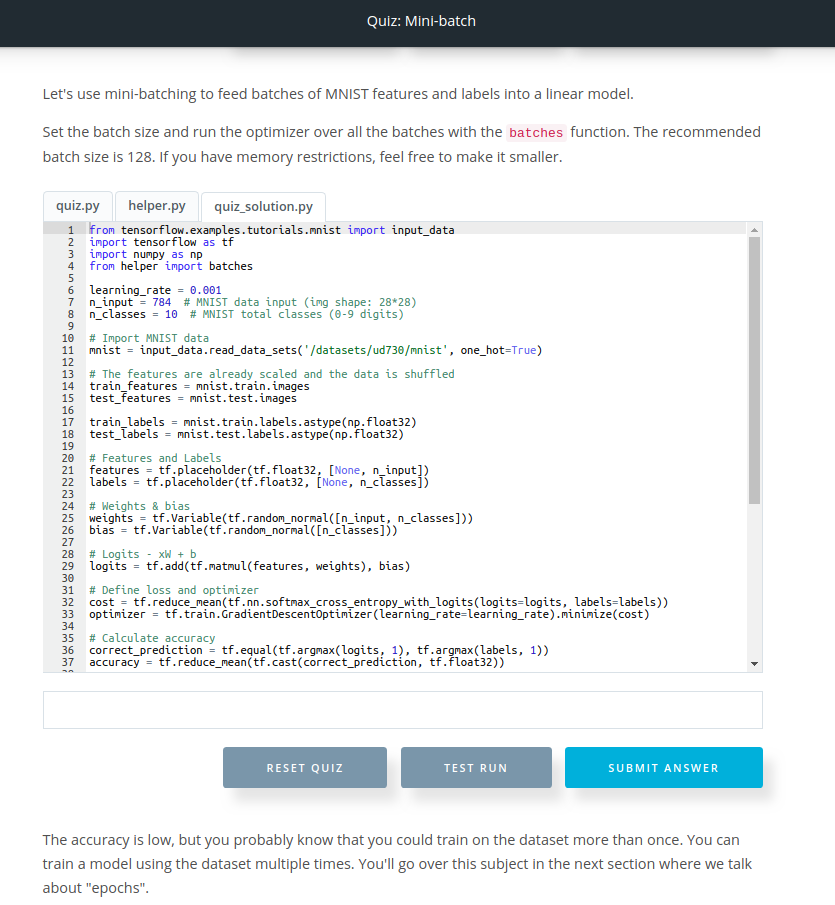 Quiz: Mini-batch
Let's use mini-batching to feed batches of MNIST features and labels into a linear model.
Set the batch size and run the optimizer over all the batches with the batches function. The recommended
batch size is 128. If you have memory restrictions, feel free to make it smaller.
quiz.py helper.py quiz_solution.py
1 from tensorflow.examples.tutorials.mnist import input_data
2 import tensorflow as tf
3 import numpy as np
4 from helper import batches
5
6 learning_rate = 0.001
7 n_input = 784  # MNIST data input (img shape: 28*28)
8 n_classes = 10  # MNIST total classes (0-9 digits)
9
10 # Import MNIST data
11 mnist = input_data.read_data_sets('/datasets/ud730/mnist', one_hot=True)
12
13 # The features are already scaled and the data is shuffled
14 train_features = mnist.train.images
15 test_features = mnist.test.images
16
17 train_labels = mnist.train.labels.astype(np.float32)
18 test_labels = mnist.test.labels.astype(np.float32)
19
20 # Features and Labels
21 features = tf.placeholder(tf.float32, [None, n_input])
22 labels = tf.placeholder(tf.float32, [None, n_classes])
23
24 # Weights & bias
25 weights = tf.Variable(tf.random_normal([n_input, n_classes]))
26 bias = tf.Variable(tf.random_normal([n_classes]))
27
28 # Logits - xW + b
29 logits = tf.add(tf.matmul(features, weights), bias)
30
31 # Define loss and optimizer
32 cost = tf.reduce_mean(tf.nn.softmax_cross_entropy_with_logits(logits=logits, labels=labels))
33 optimizer = tf.train.GradientDescentOptimizer(learning_rate=learning_rate).minimize(cost)
34
35 # Calculate accuracy
36 correct_prediction = tf.equal(tf.argmax(logits, 1), tf.argmax(labels, 1))
37 accuracy = tf.reduce_mean(tf.cast(correct_prediction, tf.float32))
RESET QUIZ TEST RUN SUBMIT ANSWER
The accuracy is low, but you probably know that you could train on the dataset more than once. You can
train a model using the dataset multiple times. You'll go over this subject in the next section where we talk
about "epochs".